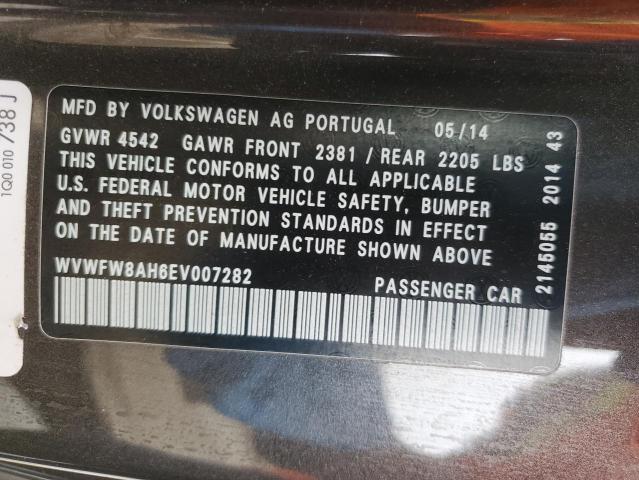 MFD BY VOLKSWAGEN AG PORTUGAL 05/14
GVWR 4542 GAWR FRONT 2381 / REAR 2205 LBS
THIS VEHICLE CONFORMS TO ALL APPLICABLE
U.S. FEDERAL MOTOR VEHICLE SAFETY, BUMPER
AND THEFT PREVENTION STANDARDS IN EFFECT
ON THE DATE OF MANUFACTURE SHOWN ABOVE
WVWFW8AH6EV007282 PASSENGER CAR
2145055 2014 43
1Q0 010 738 J